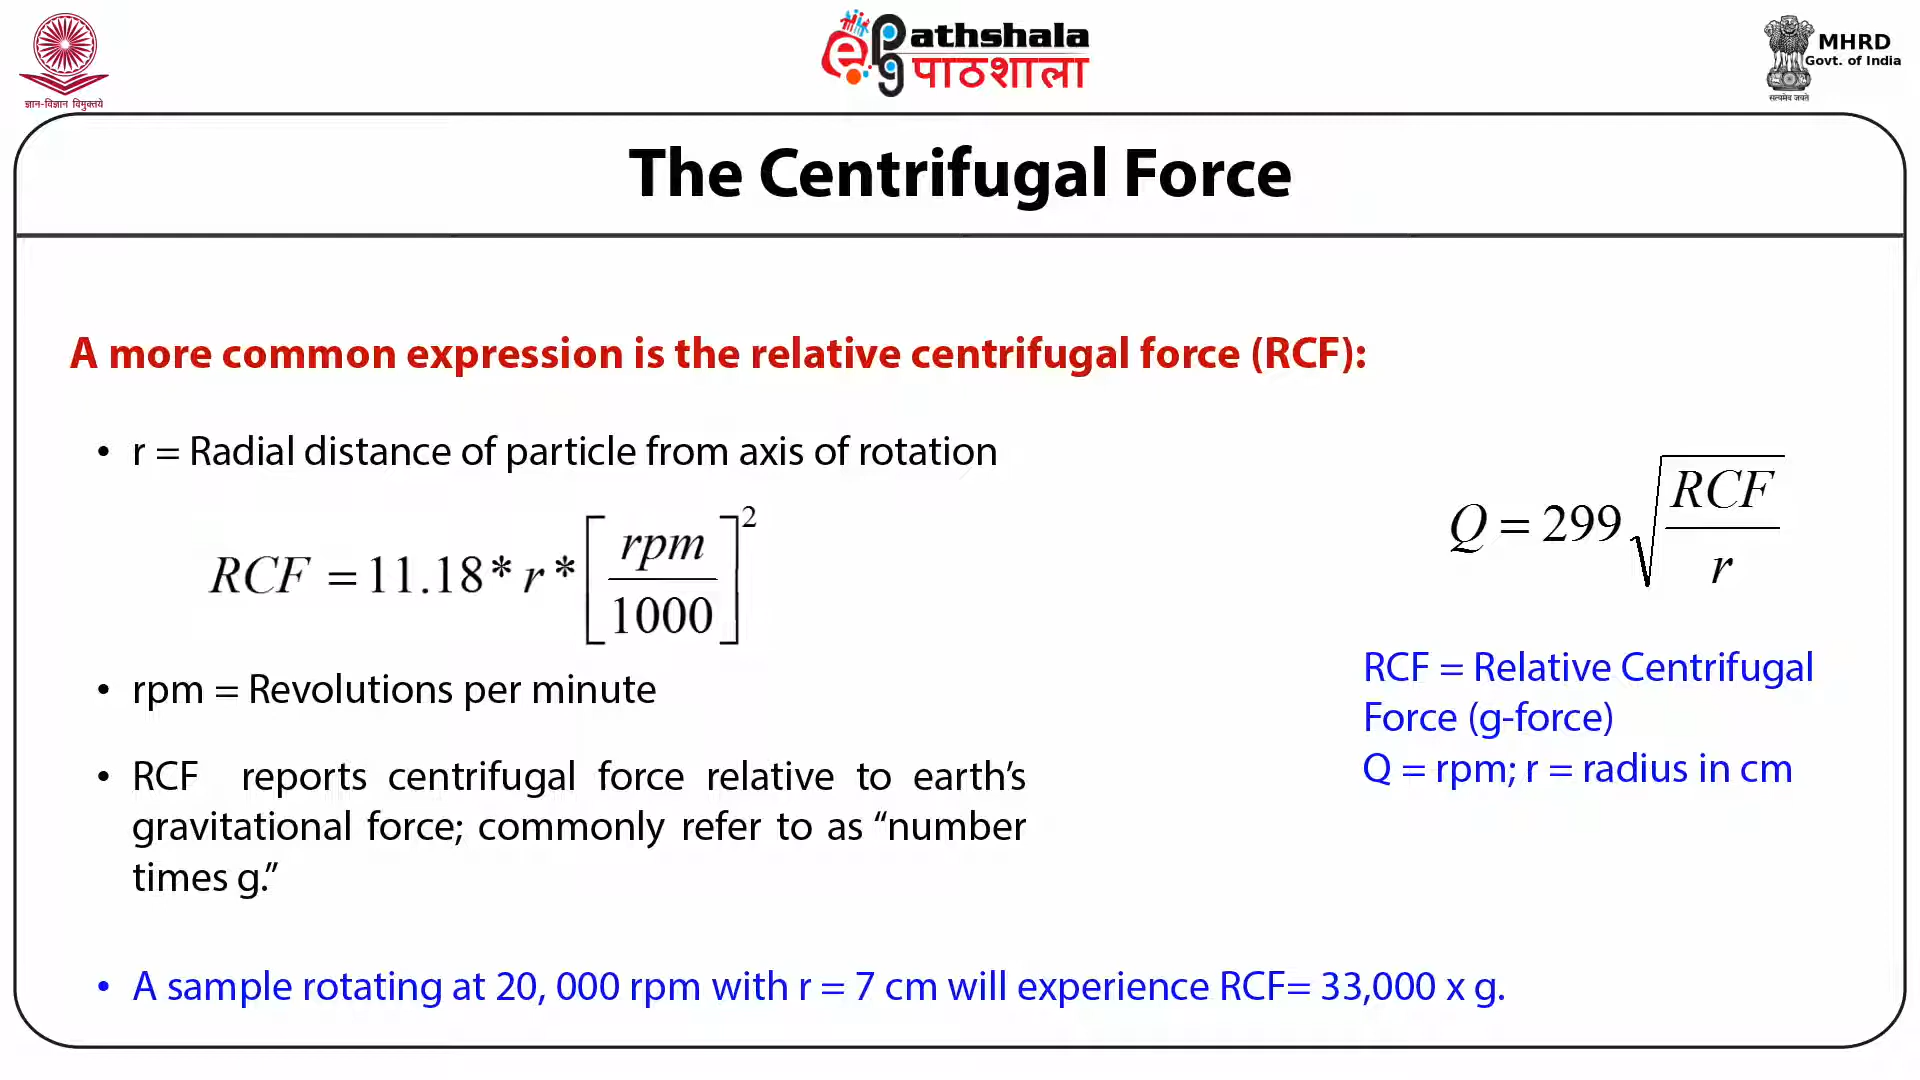 ज्ञान-विज्ञान विमुक्तये
ePathshala
पाठशाला
MHRD
Govt. of India
सत्यमेव जयते
The Centrifugal Force
A more common expression is the relative centrifugal force (RCF):
• r = Radial distance of particle from axis of rotation
RCF = 11.18 * r * [rpm / 1000]²
• rpm = Revolutions per minute
• RCF reports centrifugal force relative to earth’s
gravitational force; commonly refer to as “number
times g.”
• A sample rotating at 20, 000 rpm with r = 7 cm will experience RCF= 33,000 x g.
Q = 299 √(RCF / r)
RCF = Relative Centrifugal
Force (g-force)
Q = rpm; r = radius in cm